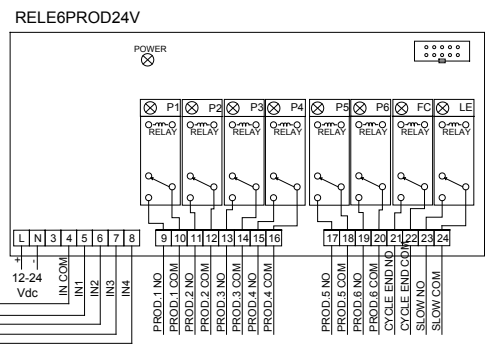 RELE6PROD24V
POWER
P1 P2 P3 P4 P5 P6 FC LE
RELAY RELAY RELAY RELAY RELAY RELAY RELAY RELAY
L N 3 4 5 6 7 8 9 10 11 12 13 14 15 16 17 18 19 20 21 22 23 24
+ -
12-24
Vdc
IN COM
IN1
IN2
IN3
IN4
PROD.1 NO
PROD.1 COM
PROD.2 NO
PROD.2 COM
PROD.3 NO
PROD.3 COM
PROD.4 NO
PROD.4 COM
PROD.5 NO
PROD.5 COM
PROD.6 NO
PROD.6 COM
CYCLE END NO
CYCLE END COM
SLOW NO
SLOW COM